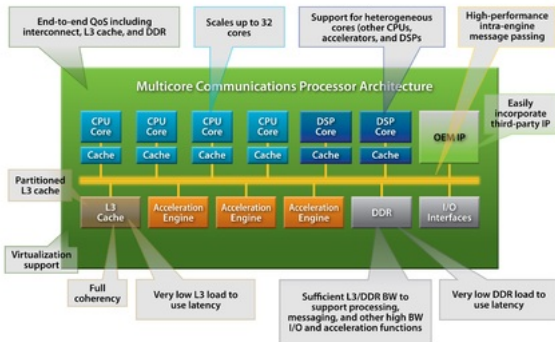 End-to-end QoS including
interconnect, L3 cache, and DDR
Scales up to 32
cores
Support for heterogeneous
cores (other CPUs,
accelerators, and DSPs
High-performance
intra-engine
message passing
Multicore Communications Processor Architecture
CPU
Core
CPU
Core
CPU
Core
CPU
Core
DSP
Core
DSP
Core
OEM IP
Easily
incorporate
third-party IP
Cache
Cache
Cache
Cache
Cache
Cache
Partitioned
L3 cache
L3
Cache
Acceleration
Engine
Acceleration
Engine
Acceleration
Engine
DDR
I/O
Interfaces
Virtualization
support
Full
coherency
Very low L3 load to
use latency
Sufficient L3/DDR BW to
support processing,
messaging, and other high BW
I/O and acceleration functions
Very low DDR load to
use latency